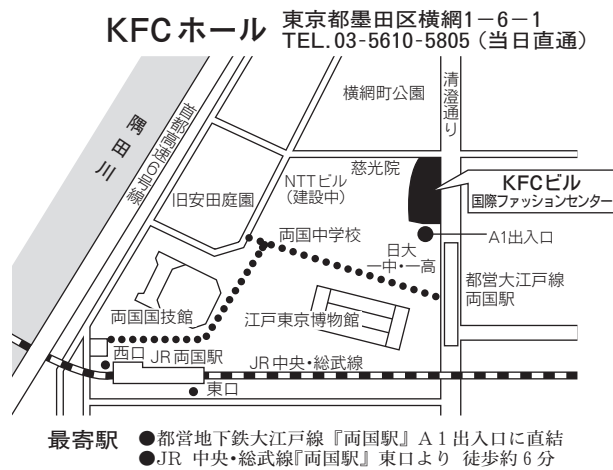 KFCホール
東京都墨田区横網1−6−1
TEL.03-5610-5805（当日直通）
隅田川
首都高速6号線
横網町公園
清澄通り
旧安田庭園
NTTビル
（建設中）
慈光院
KFCビル
国際ファッションセンター
両国中学校
日大
一中・一高
A1出入口
都営大江戸線
両国駅
両国国技館
江戸東京博物館
西口
JR両国駅
JR中央・総武線
東口
最寄駅
●都営地下鉄大江戸線『両国駅』A1出入口に直結
●JR 中央・総武線『両国駅』東口より 徒歩約6分